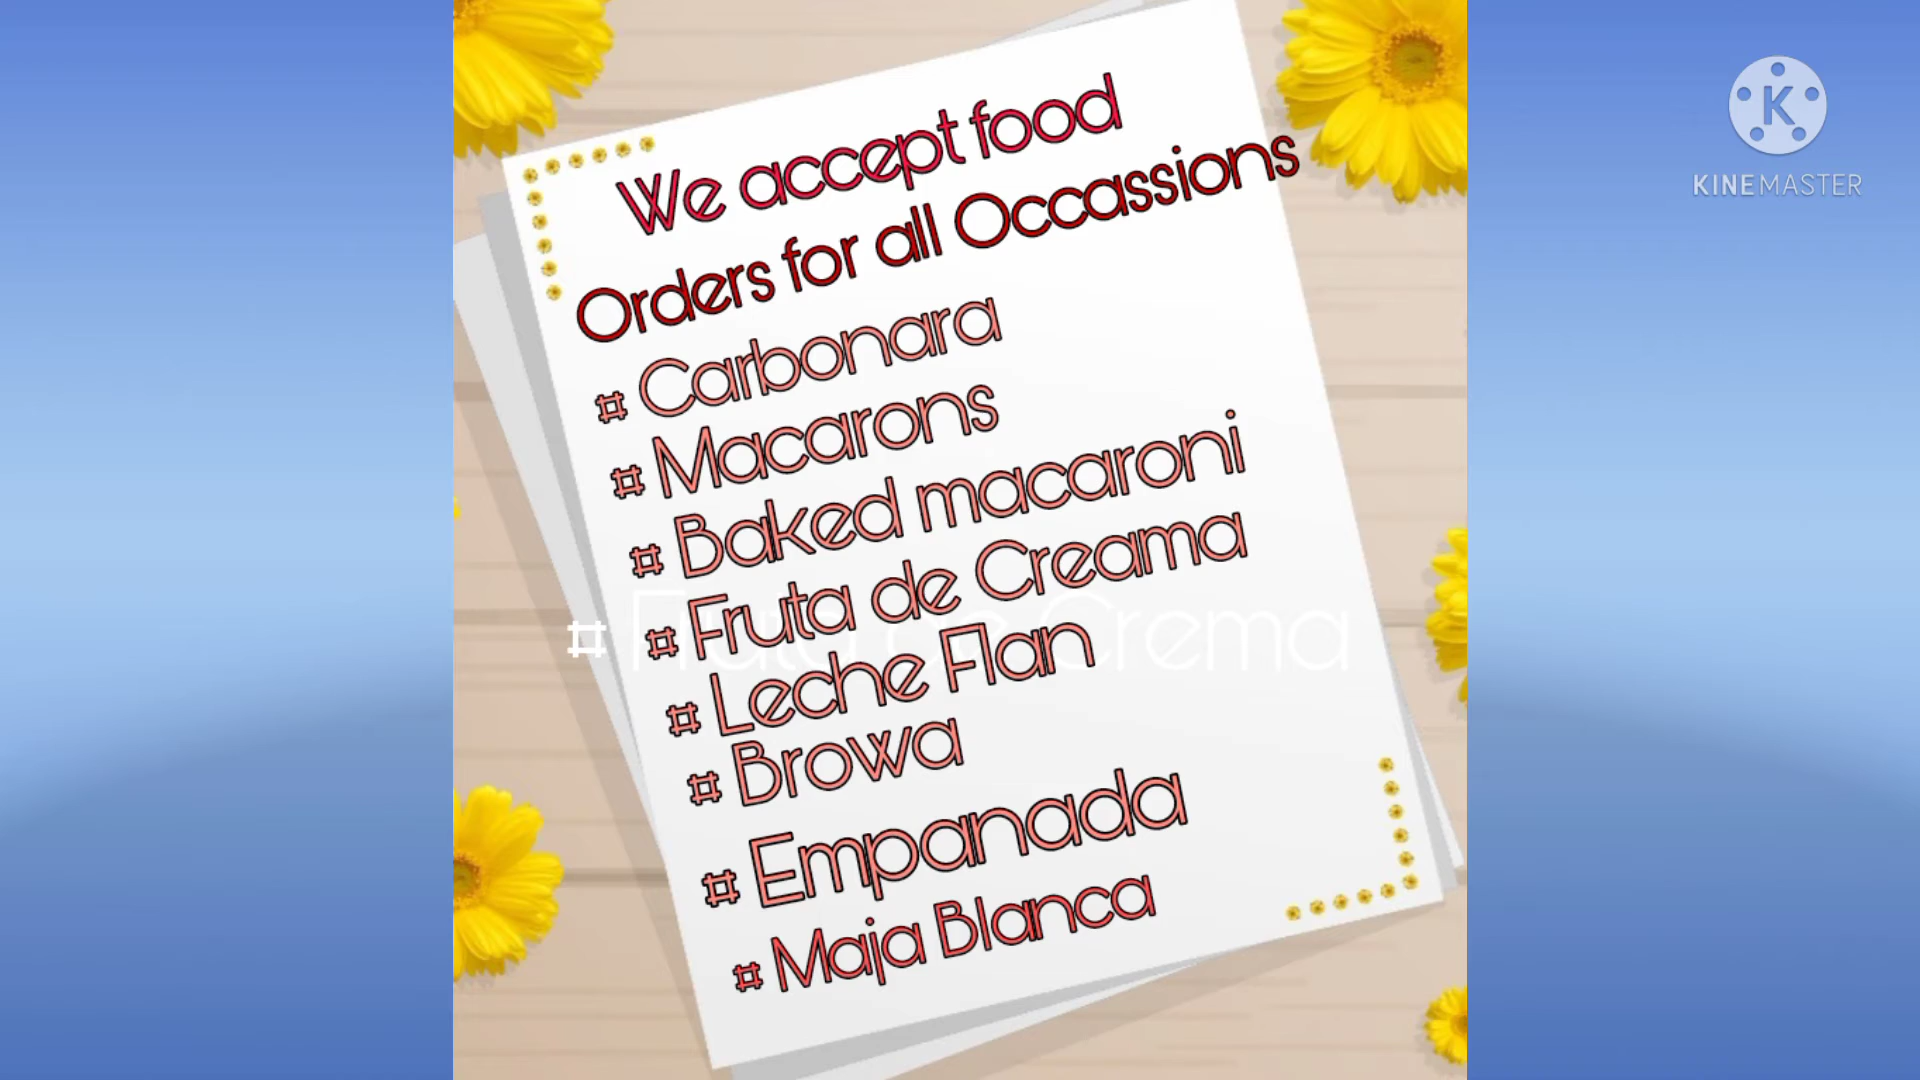 We accept food
Orders for all Occassions
# Carbonara
# Macarons
# Baked macaroni
# Fruta de Creama
# Fruta de Crema
# Leche Flan
# Browa
# Empanada
# Maja Blanca
K
KINEMASTER